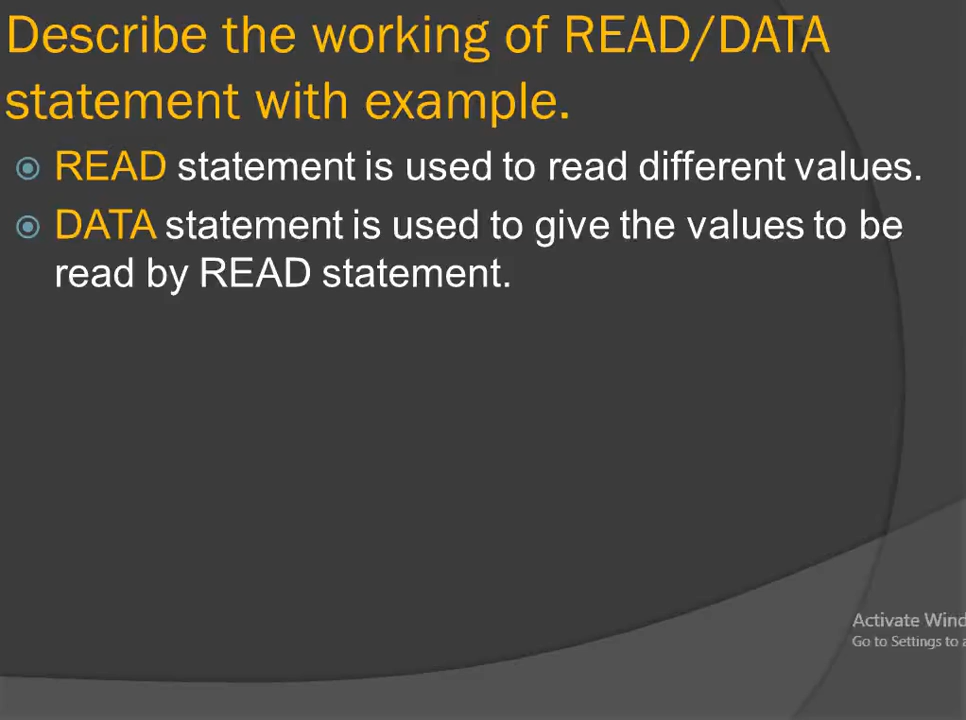 Describe the working of READ/DATA
statement with example.
READ statement is used to read different values.
DATA statement is used to give the values to be
read by READ statement.
Activate Wind
Go to Settings to a